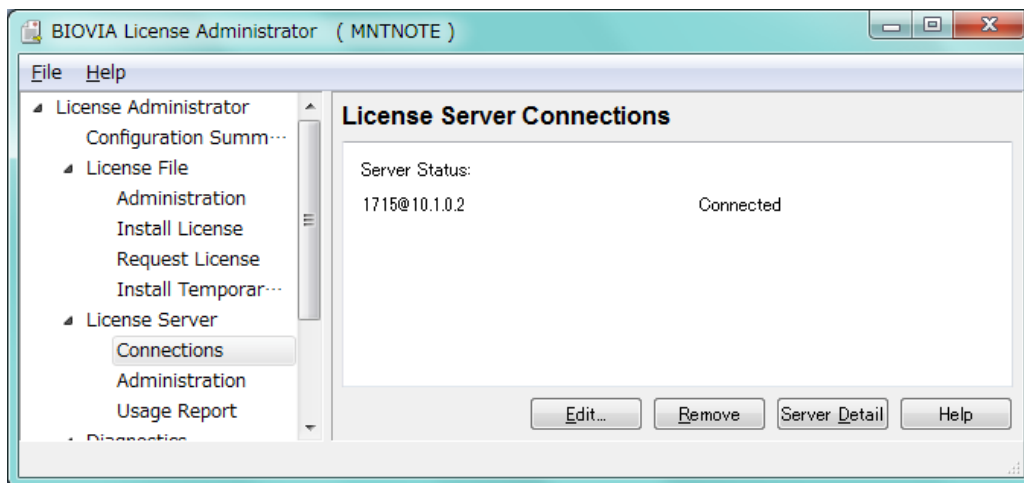 BIOVIA License Administrator ( MNTNOTE )
File Help
License Administrator
Configuration Summ…
License File
Administration
Install License
Request License
Install Temporar…
License Server
Connections
Administration
Usage Report
Diagnostics
License Server Connections
Server Status:
1715@10.1.0.2 Connected
Edit... Remove Server Detail Help